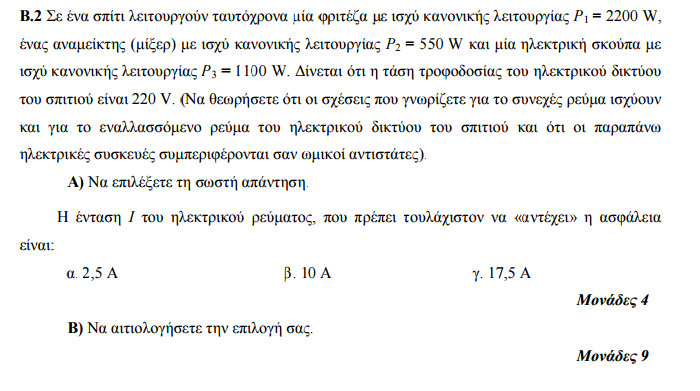 Β.2 Σε ένα σπίτι λειτουργούν ταυτόχρονα μία φριτέζα με ισχύ κανονικής λειτουργίας P1 = 2200 W,
ένας αναμείκτης (μίξερ) με ισχύ κανονικής λειτουργίας P2 = 550 W και μία ηλεκτρική σκούπα με
ισχύ κανονικής λειτουργίας P3 = 1100 W. Δίνεται ότι η τάση τροφοδοσίας του ηλεκτρικού δικτύου
του σπιτιού είναι 220 V. (Να θεωρήσετε ότι οι σχέσεις που γνωρίζετε για το συνεχές ρεύμα ισχύουν
και για το εναλλασσόμενο ρεύμα του ηλεκτρικού δικτύου του σπιτιού και ότι οι παραπάνω
ηλεκτρικές συσκευές συμπεριφέρονται σαν ωμικοί αντιστάτες).
Α) Να επιλέξετε τη σωστή απάντηση.
Η ένταση I του ηλεκτρικού ρεύματος, που πρέπει τουλάχιστον να «αντέχει» η ασφάλεια
είναι:
α. 2,5 Α β. 10 Α γ. 17,5 Α
Μονάδες 4
Β) Να αιτιολογήσετε την επιλογή σας.
Μονάδες 9